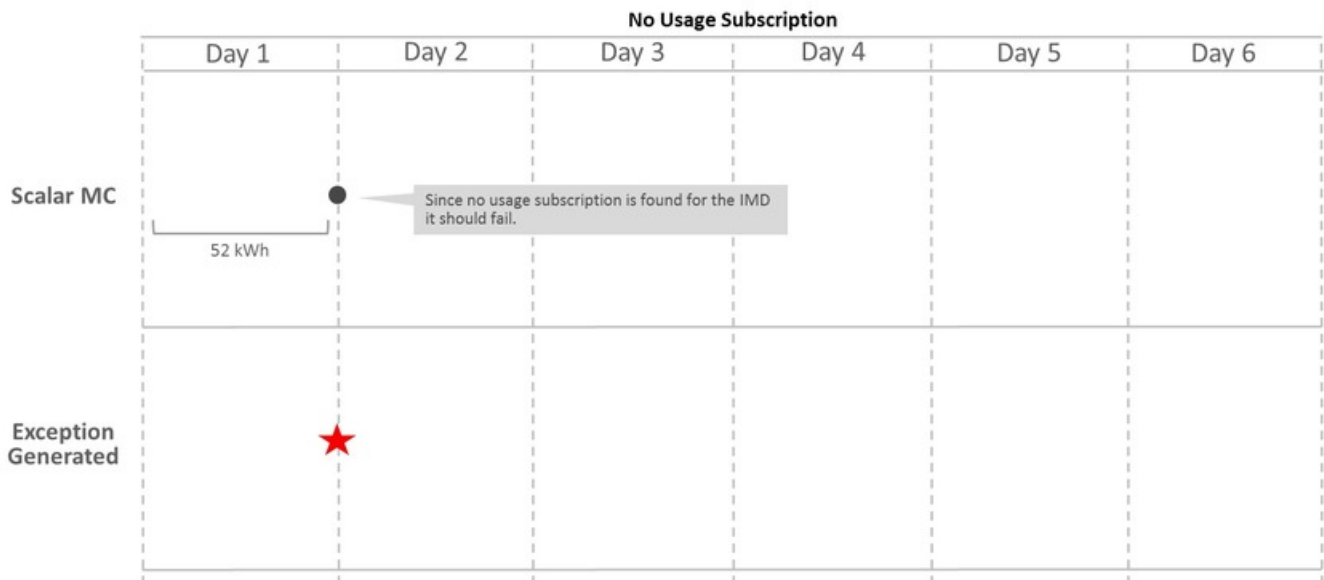 No Usage Subscription
Day 1 Day 2 Day 3 Day 4 Day 5 Day 6
Scalar MC
Since no usage subscription is found for the IMD
it should fail.
52 kWh
Exception
Generated